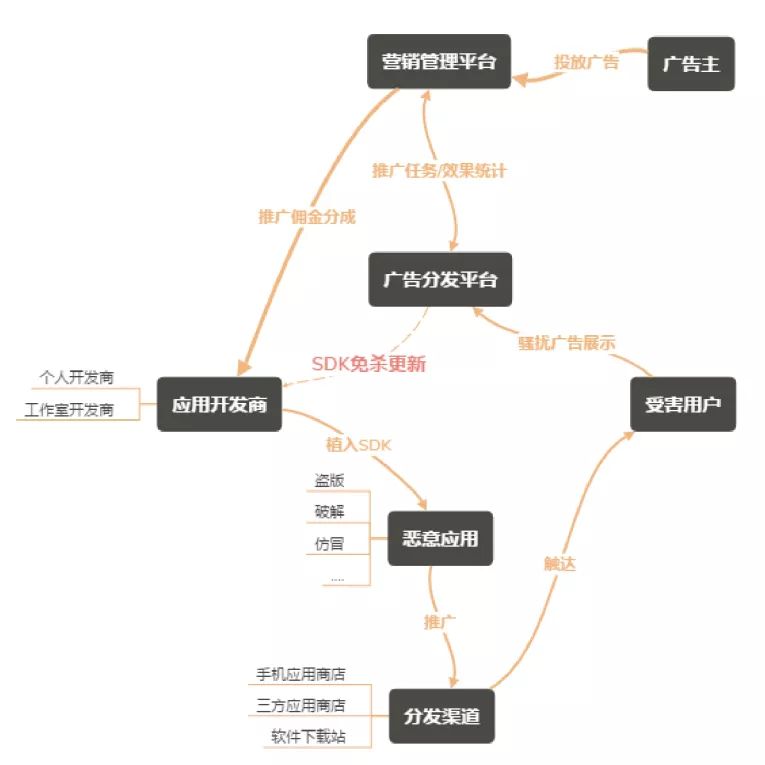 营销管理平台
投放广告
广告主
推广任务/效果统计
推广佣金分成
广告分发平台
骚扰广告展示
SDK免杀更新
个人开发商
工作室开发商
应用开发商
受害用户
植入SDK
盗版
破解
仿冒
....
恶意应用
触达
推广
手机应用商店
三方应用商店
软件下载站
分发渠道